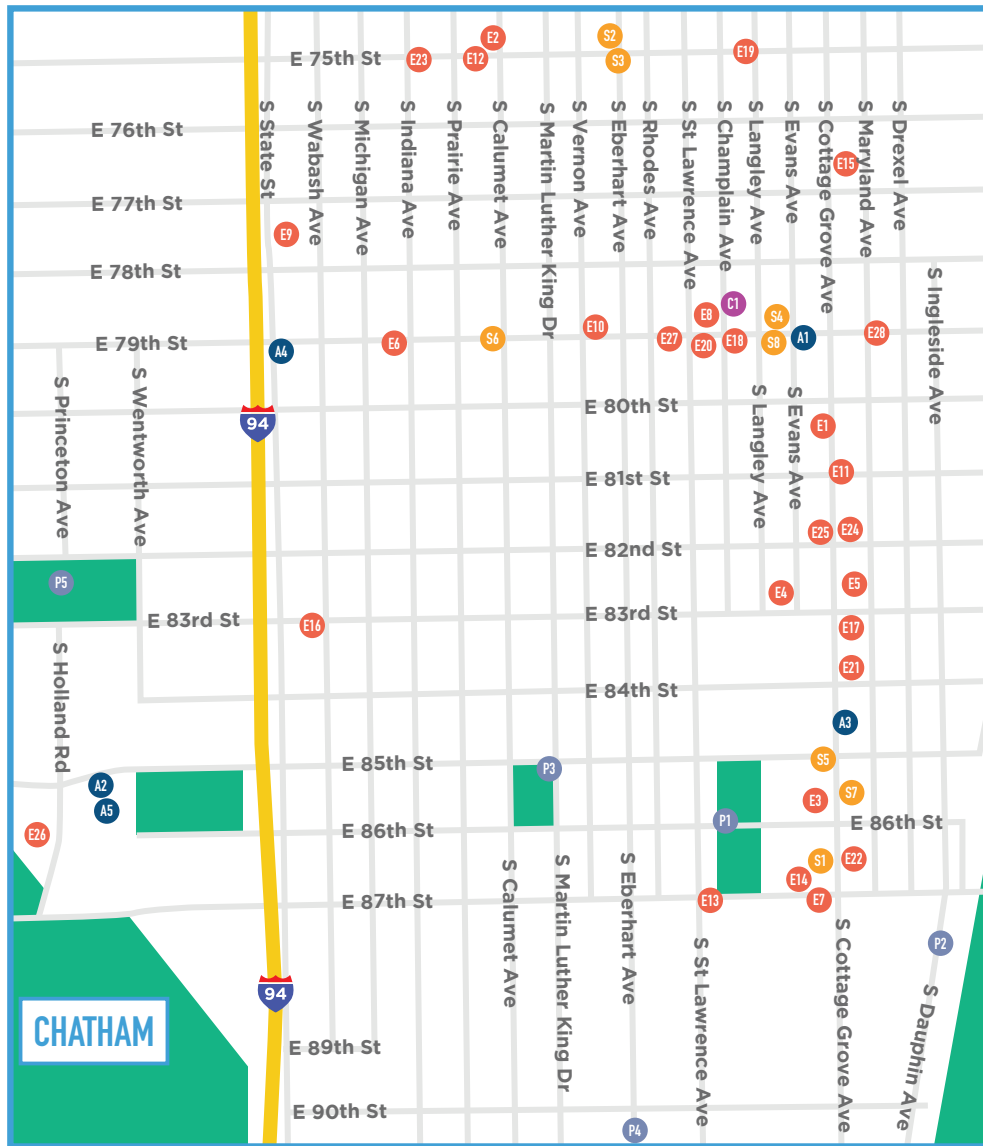 E2
S2
E19
E 75th St
E23
E12
S3
S State St
S Wabash Ave
S Michigan Ave
S Indiana Ave
S Prairie Ave
S Calumet Ave
S Martin Luther King Dr
S Vernon Ave
S Eberhart Ave
S Rhodes Ave
St Lawrence Ave
S Champlain Ave
S Langley Ave
S Evans Ave
S Cottage Grove Ave
S Maryland Ave
S Drexel Ave
E 76th St
E15
E 77th St
E9
E 78th St
S Ingleside Ave
C1
E8
S4
E10
E 79th St
A4
E6
S6
E27
E20
E18
S8
A1
E28
S Princeton Ave
S Wentworth Ave
94
E 80th St
S Langley Ave
S Evans Ave
E1
E 81st St
E11
E25
E24
E 82nd St
P5
E4
E5
E 83rd St
E16
E 83rd St
E17
S Holland Rd
E21
E 84th St
A3
E 85th St
P3
S5
A2
A5
E3
S7
E26
E 86th St
P1
E 86th St
S Calumet Ave
S Martin Luther King Dr
S Eberhart Ave
S1
E22
E14
E 87th St
E13
E7
S St Lawrence Ave
S Cottage Grove Ave
P2
S Dauphin Ave
94
CHATHAM
E 89th St
E 90th St
P4